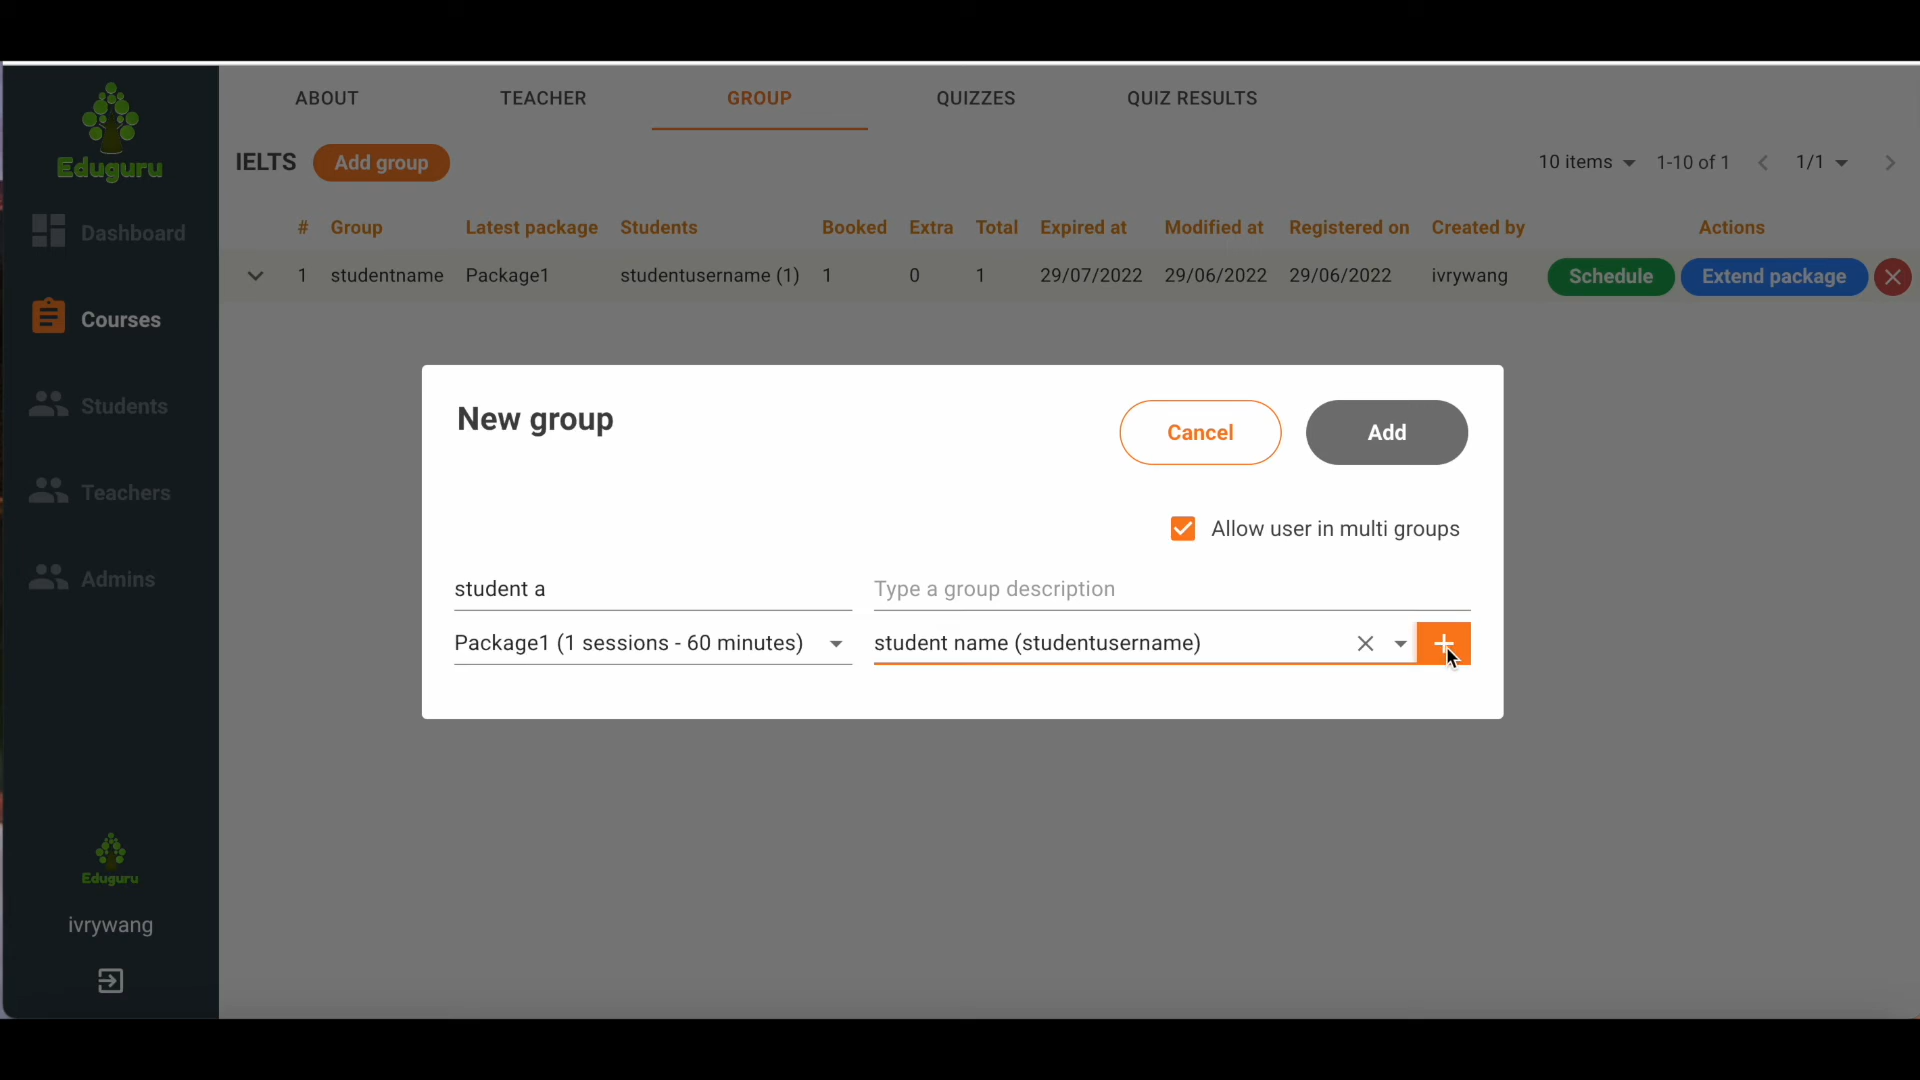 Eduguru
Dashboard
Courses
Students
Teachers
Admins
Eduguru
ivrywang
ABOUT TEACHER GROUP QUIZZES QUIZ RESULTS
IELTS Add group 10 items 1-10 of 1 1/1
# Group Latest package Students Booked Extra Total Expired at Modified at Registered on Created by Actions
1 studentname Package1 studentusername (1) 1 0 1 29/07/2022 29/06/2022 29/06/2022 ivrywang Schedule Extend package
New group Cancel Add
Allow user in multi groups
student a Type a group description
Package1 (1 sessions - 60 minutes) student name (studentusername)